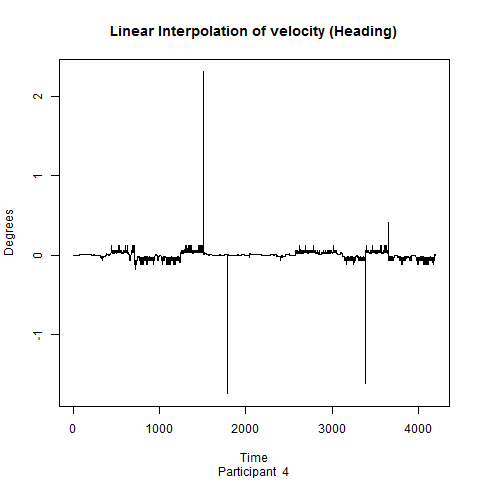 Linear Interpolation of velocity (Heading)
Degrees
2
1
0
-1
0 1000 2000 3000 4000
Time
Participant 4